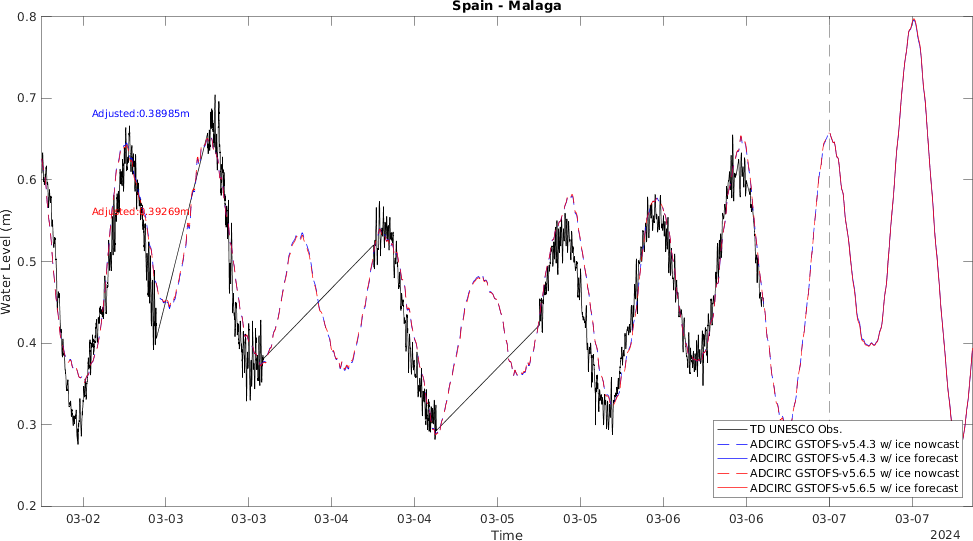 Spain - Malaga
Water Level (m)
0.8
0.7
0.6
0.5
0.4
0.3
0.2
Adjusted:0.38985m
Adjusted:0.39269m
TD UNESCO Obs.
ADCIRC GSTOFS-v5.4.3 w/ ice nowcast
ADCIRC GSTOFS-v5.4.3 w/ ice forecast
ADCIRC GSTOFS-v5.6.5 w/ ice nowcast
ADCIRC GSTOFS-v5.6.5 w/ ice forecast
03-02 03-03 03-03 03-04 03-04 03-05 03-05 03-06 03-06 03-07 03-07
Time
2024